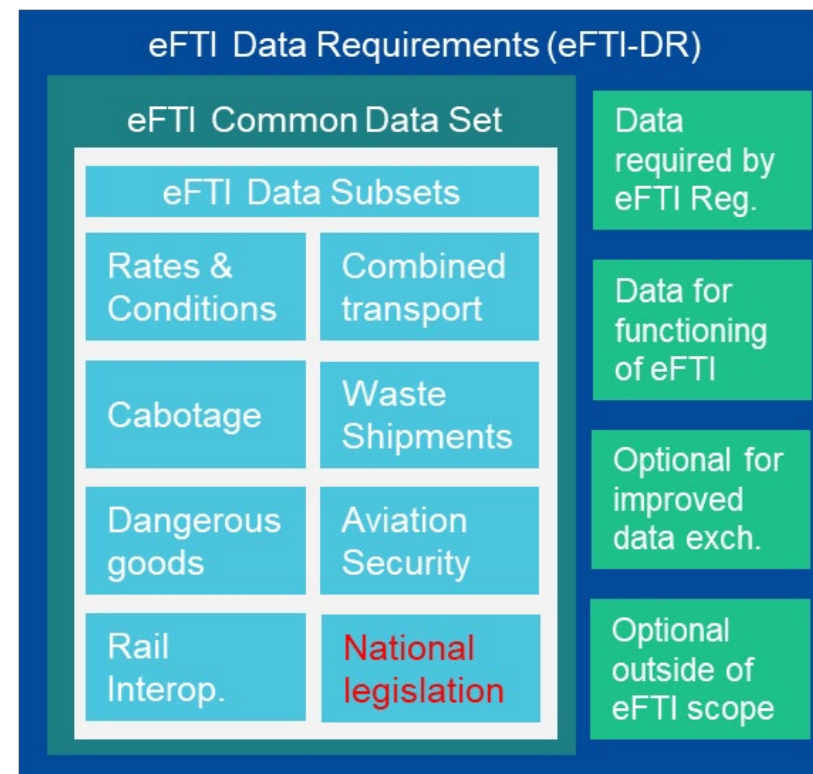 eFTI Data Requirements (eFTI-DR)
eFTI Common Data Set
eFTI Data Subsets
Rates &
Conditions
Combined
transport
Cabotage
Waste
Shipments
Dangerous
goods
Aviation
Security
Rail
Interop.
National
legislation
Data
required by
eFTI Reg.
Data for
functioning
of eFTI
Optional for
improved
data exch.
Optional
outside of
eFTI scope